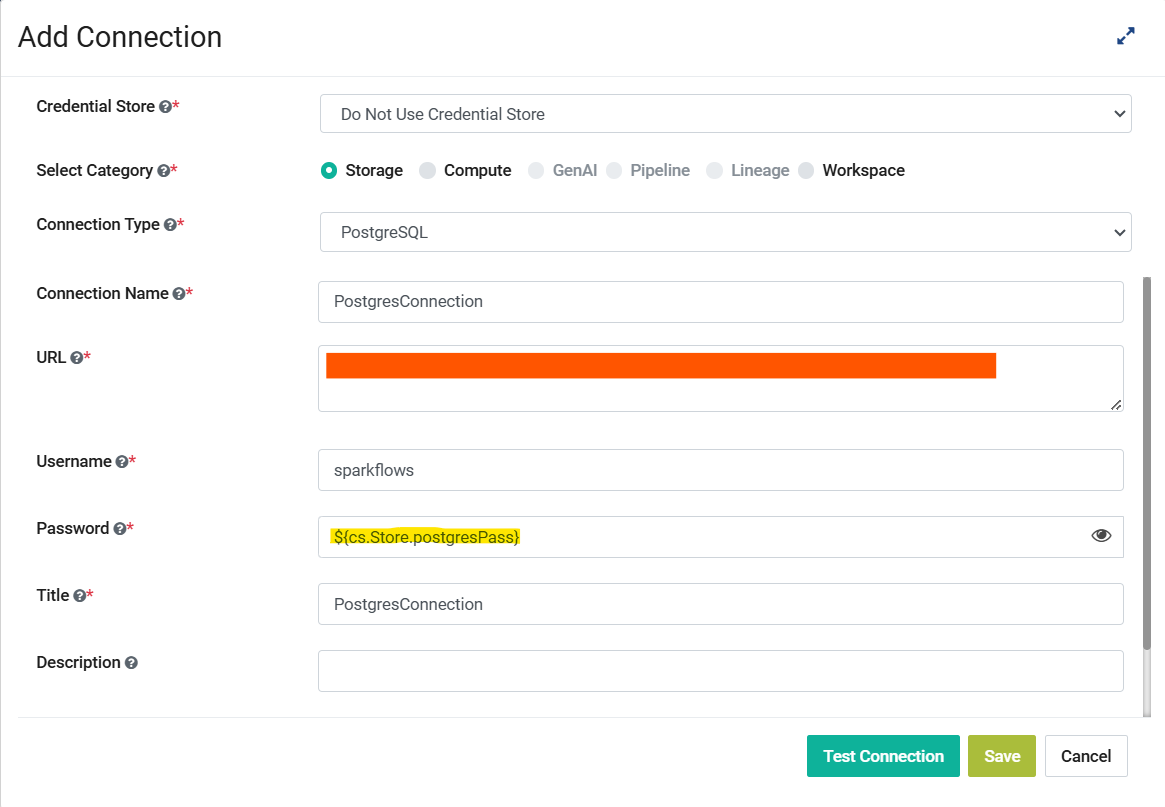 Add Connection
Credential Store ?* Do Not Use Credential Store
Select Category ?* Storage Compute GenAI Pipeline Lineage Workspace
Connection Type ?* PostgreSQL
Connection Name ?* PostgresConnection
URL ?*
Username ?* sparkflows
Password ?* ${cs.Store.postgresPass}
Title ?* PostgresConnection
Description ?
Test Connection Save Cancel